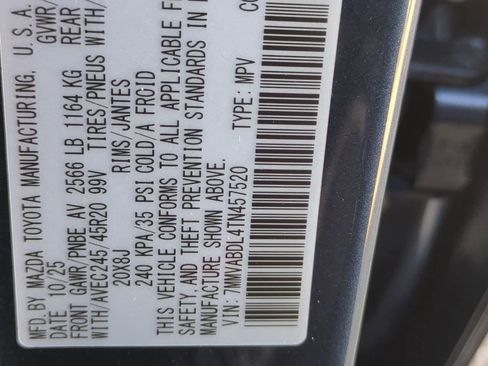 MFD. BY MAZDA TOYOTA MANUFACTURING, U.S.A.
DATE 10/25 GVWR/
FRONT GAWR/PNBE AV 2566 LB 1164 KG REAR
WITH/AVEC245/45R20 99V TIRES/PNEUS WITH/
20X8J RIMS/JANTES
240 KPA/35 PSI COLD/A FROID
THIS VEHICLE CONFORMS TO ALL APPLICABLE F
SAFETY AND THEFT PREVENTION STANDARDS IN
MANUFACTURE SHOWN ABOVE. CO
VIN: 7MMVABDL4TN457520 TYPE: MPV